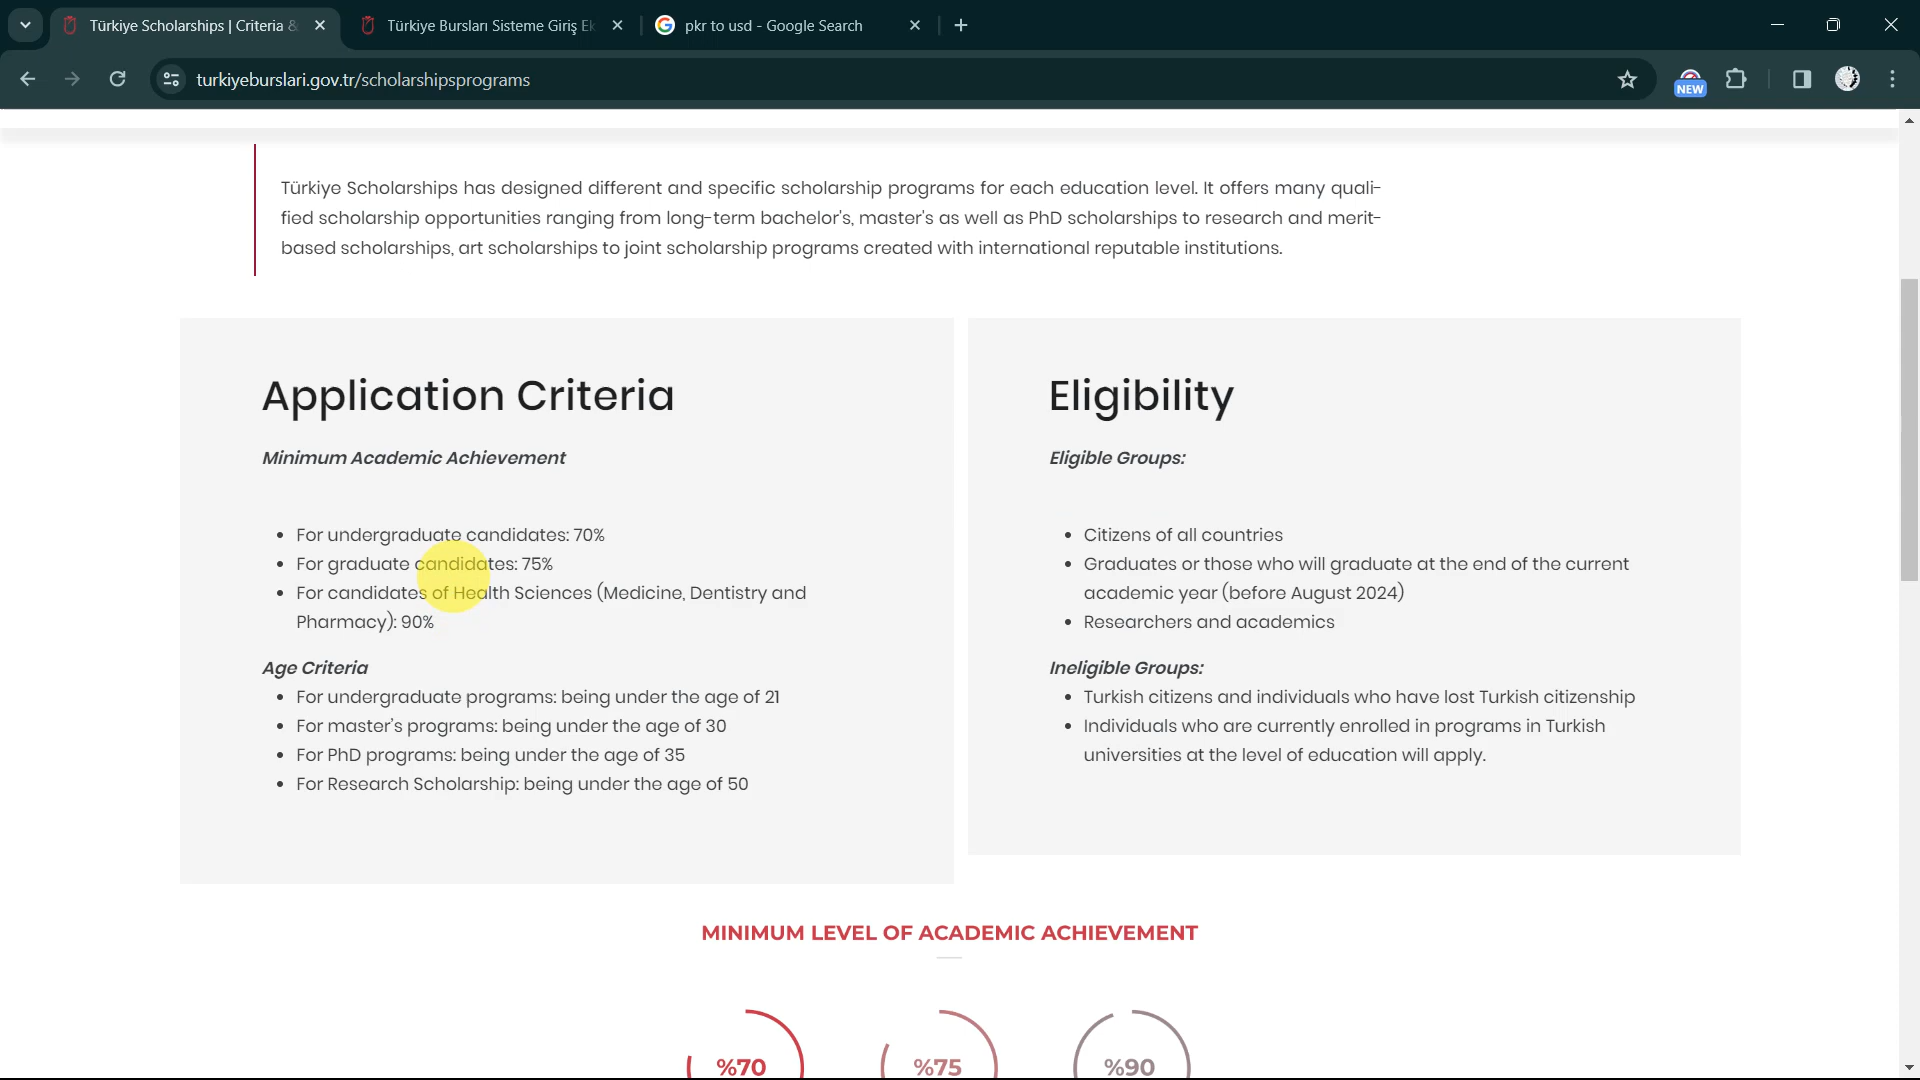 Türkiye Scholarships | Criteria &
Türkiye Bursları Sisteme Giriş Ek
pkr to usd - Google Search
turkiyeburslari.gov.tr/scholarshipsprograms
NEW
Türkiye Scholarships has designed different and specific scholarship programs for each education level. It offers many quali-
fied scholarship opportunities ranging from long-term bachelor's, master's as well as PhD scholarships to research and merit-
based scholarships, art scholarships to joint scholarship programs created with international reputable institutions.
Application Criteria
Minimum Academic Achievement
• For undergraduate candidates: 70%
• For graduate candidates: 75%
• For candidates of Health Sciences (Medicine, Dentistry and
Pharmacy): 90%
Age Criteria
• For undergraduate programs: being under the age of 21
• For master's programs: being under the age of 30
• For PhD programs: being under the age of 35
• For Research Scholarship: being under the age of 50
Eligibility
Eligible Groups:
• Citizens of all countries
• Graduates or those who will graduate at the end of the current
academic year (before August 2024)
• Researchers and academics
Ineligible Groups:
• Turkish citizens and individuals who have lost Turkish citizenship
• Individuals who are currently enrolled in programs in Turkish
universities at the level of education will apply.
MINIMUM LEVEL OF ACADEMIC ACHIEVEMENT
%70
%75
%90